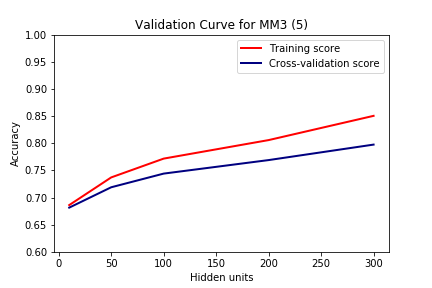 Validation Curve for MM3 (5)
Training score
Cross-validation score
1.00
0.95
0.90
0.85
0.80
0.75
0.70
0.65
0.60
Accuracy
0 50 100 150 200 250 300
Hidden units